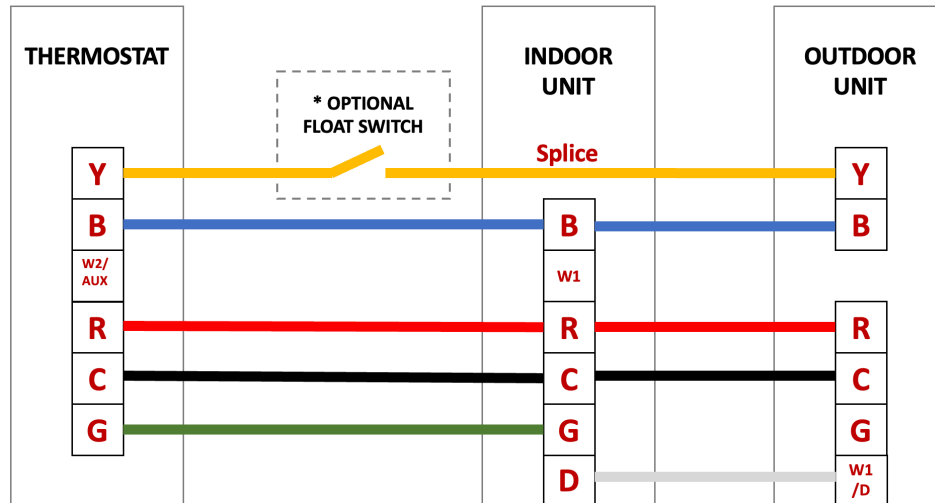 THERMOSTAT
INDOOR
UNIT
OUTDOOR
UNIT
* OPTIONAL
FLOAT SWITCH
Splice
Y
Y
B
B
B
W2/
AUX
W1
R
R
R
C
C
C
G
G
G
D
W1
/D